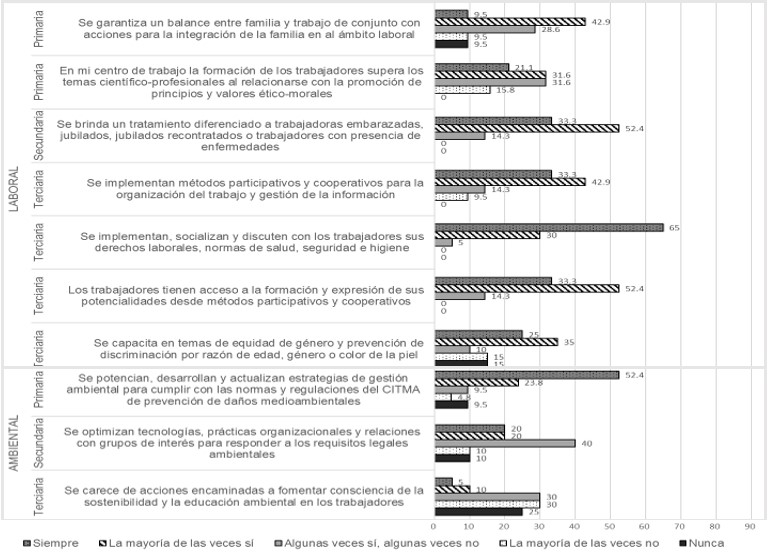 LABORAL
Primaria
Se garantiza un balance entre familia y trabajo de conjunto con
acciones para la integración de la familia en al ámbito laboral
9.5
42.9
28.6
9.5
9.5
Primaria
En mi centro de trabajo la formación de los trabajadores supera los
temas científico-profesionales al relacionarse con la promoción de
principios y valores ético-morales
21.1
31.6
31.6
15.8
0
Secundaria
Se brinda un tratamiento diferenciado a trabajadoras embarazadas,
jubilados, jubilados recontratados o trabajadores con presencia de
enfermedades
33.3
52.4
14.3
0
0
Terciaria
Se implementan métodos participativos y cooperativos para la
organización del trabajo y gestión de la información
33.3
42.9
14.3
9.5
0
Terciaria
Se implementan, socializan y discuten con los trabajadores sus
derechos laborales, normas de salud, seguridad e higiene
65
30
5
0
0
Terciaria
Los trabajadores tienen acceso a la formación y expresión de sus
potencialidades desde métodos participativos y cooperativos
33.3
52.4
14.3
0
0
Terciaria
Se capacita en temas de equidad de género y prevención de
discriminación por razón de edad, género o color de la piel
25
35
10
15
15
AMBIENTAL
Primaria
Se potencian, desarrollan y actualizan estrategias de gestión
ambiental para cumplir con las normas y regulaciones del CITMA
de prevención de daños medioambientales
52.4
23.8
9.5
4.8
9.5
Secundaria
Se optimizan tecnologías, prácticas organizacionales y relaciones
con grupos de interés para responder a los requisitos legales
ambientales
20
20
40
10
10
Terciaria
Se carece de acciones encaminadas a fomentar consciencia de la
sostenibilidad y la educación ambiental en los trabajadores
5
10
30
30
25
0 10 20 30 40 50 60 70 80 90
Siempre La mayoría de las veces sí Algunas veces sí, algunas veces no La mayoría de las veces no Nunca